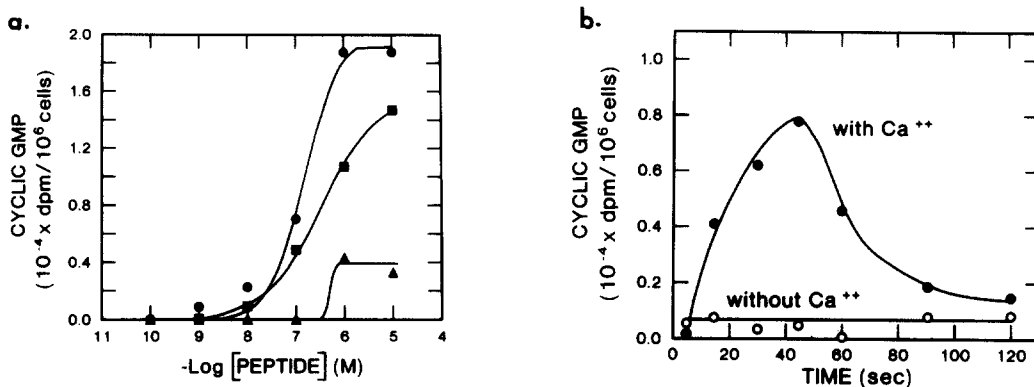 a.
CYCLIC GMP
(10⁻⁴ x dpm/10⁶ cells)
2.0
1.6
1.2
0.8
0.4
0.0
11 10 9 8 7 6 5 4
-Log [PEPTIDE] (M)
b.
CYCLIC GMP
(10⁻⁴ x dpm/10⁶ cells)
1.0
0.8
0.6
0.4
0.2
0.0
with Ca⁺⁺
without Ca⁺⁺
0 20 40 60 80 100 120
TIME (sec)